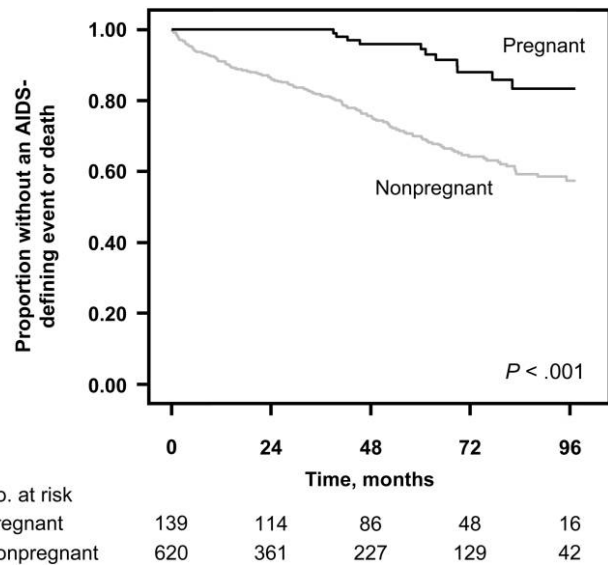 Proportion without an AIDS-
defining event or death
1.00
0.80
0.60
0.40
0.20
0.00
Pregnant
Nonpregnant
P < .001
0 24 48 72 96
Time, months
o. at risk
regnant 139 114 86 48 16
onpregnant 620 361 227 129 42